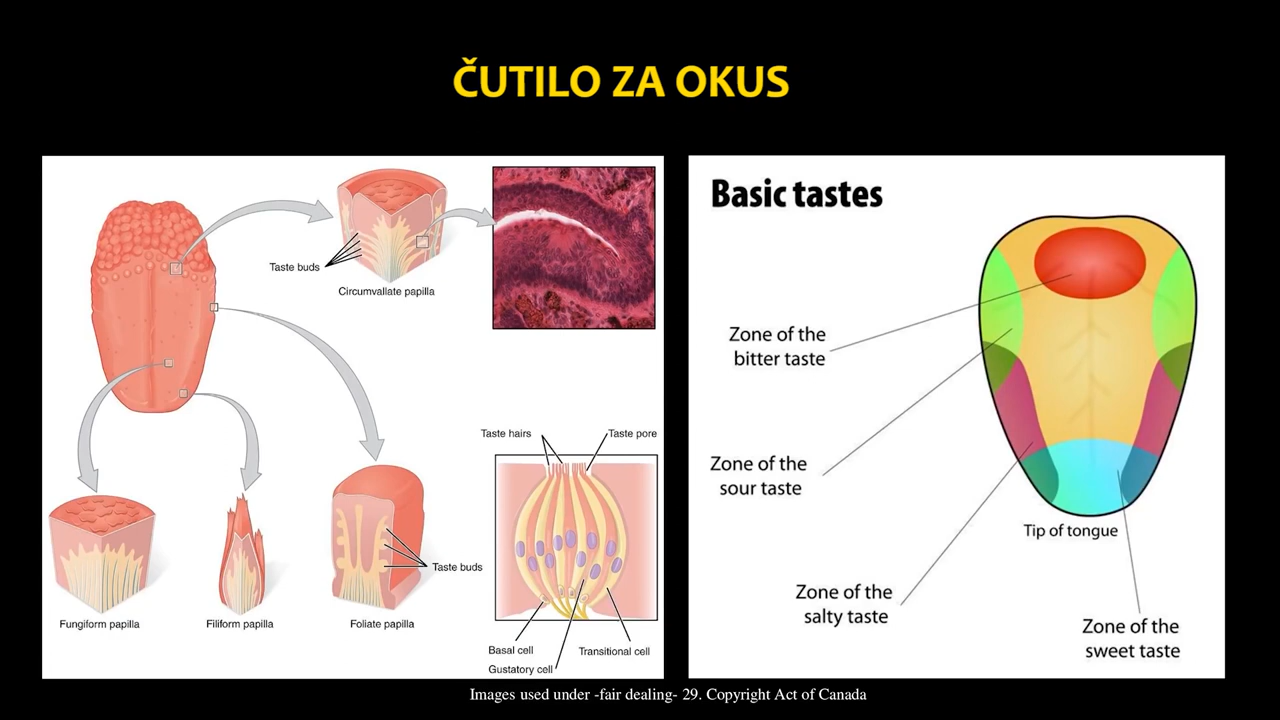 ČUTILO ZA OKUS
Taste buds
Circumvallate papilla
Taste hairs
Taste pore
Taste buds
Fungiform papilla
Filiform papilla
Foliate papilla
Basal cell
Transitional cell
Gustatory cell
Basic tastes
Zone of the
bitter taste
Zone of the
sour taste
Tip of tongue
Zone of the
salty taste
Zone of the
sweet taste
Images used under -fair dealing- 29. Copyright Act of Canada